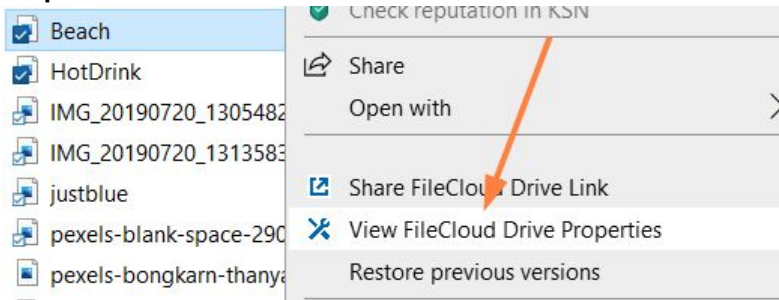 Beach
HotDrink
IMG_20190720_1305482
IMG_20190720_1313583
justblue
pexels-blank-space-290
pexels-bongkarn-thanya
Check reputation in KSN
Share
Open with
Share FileCloud Drive Link
View FileCloud Drive Properties
Restore previous versions